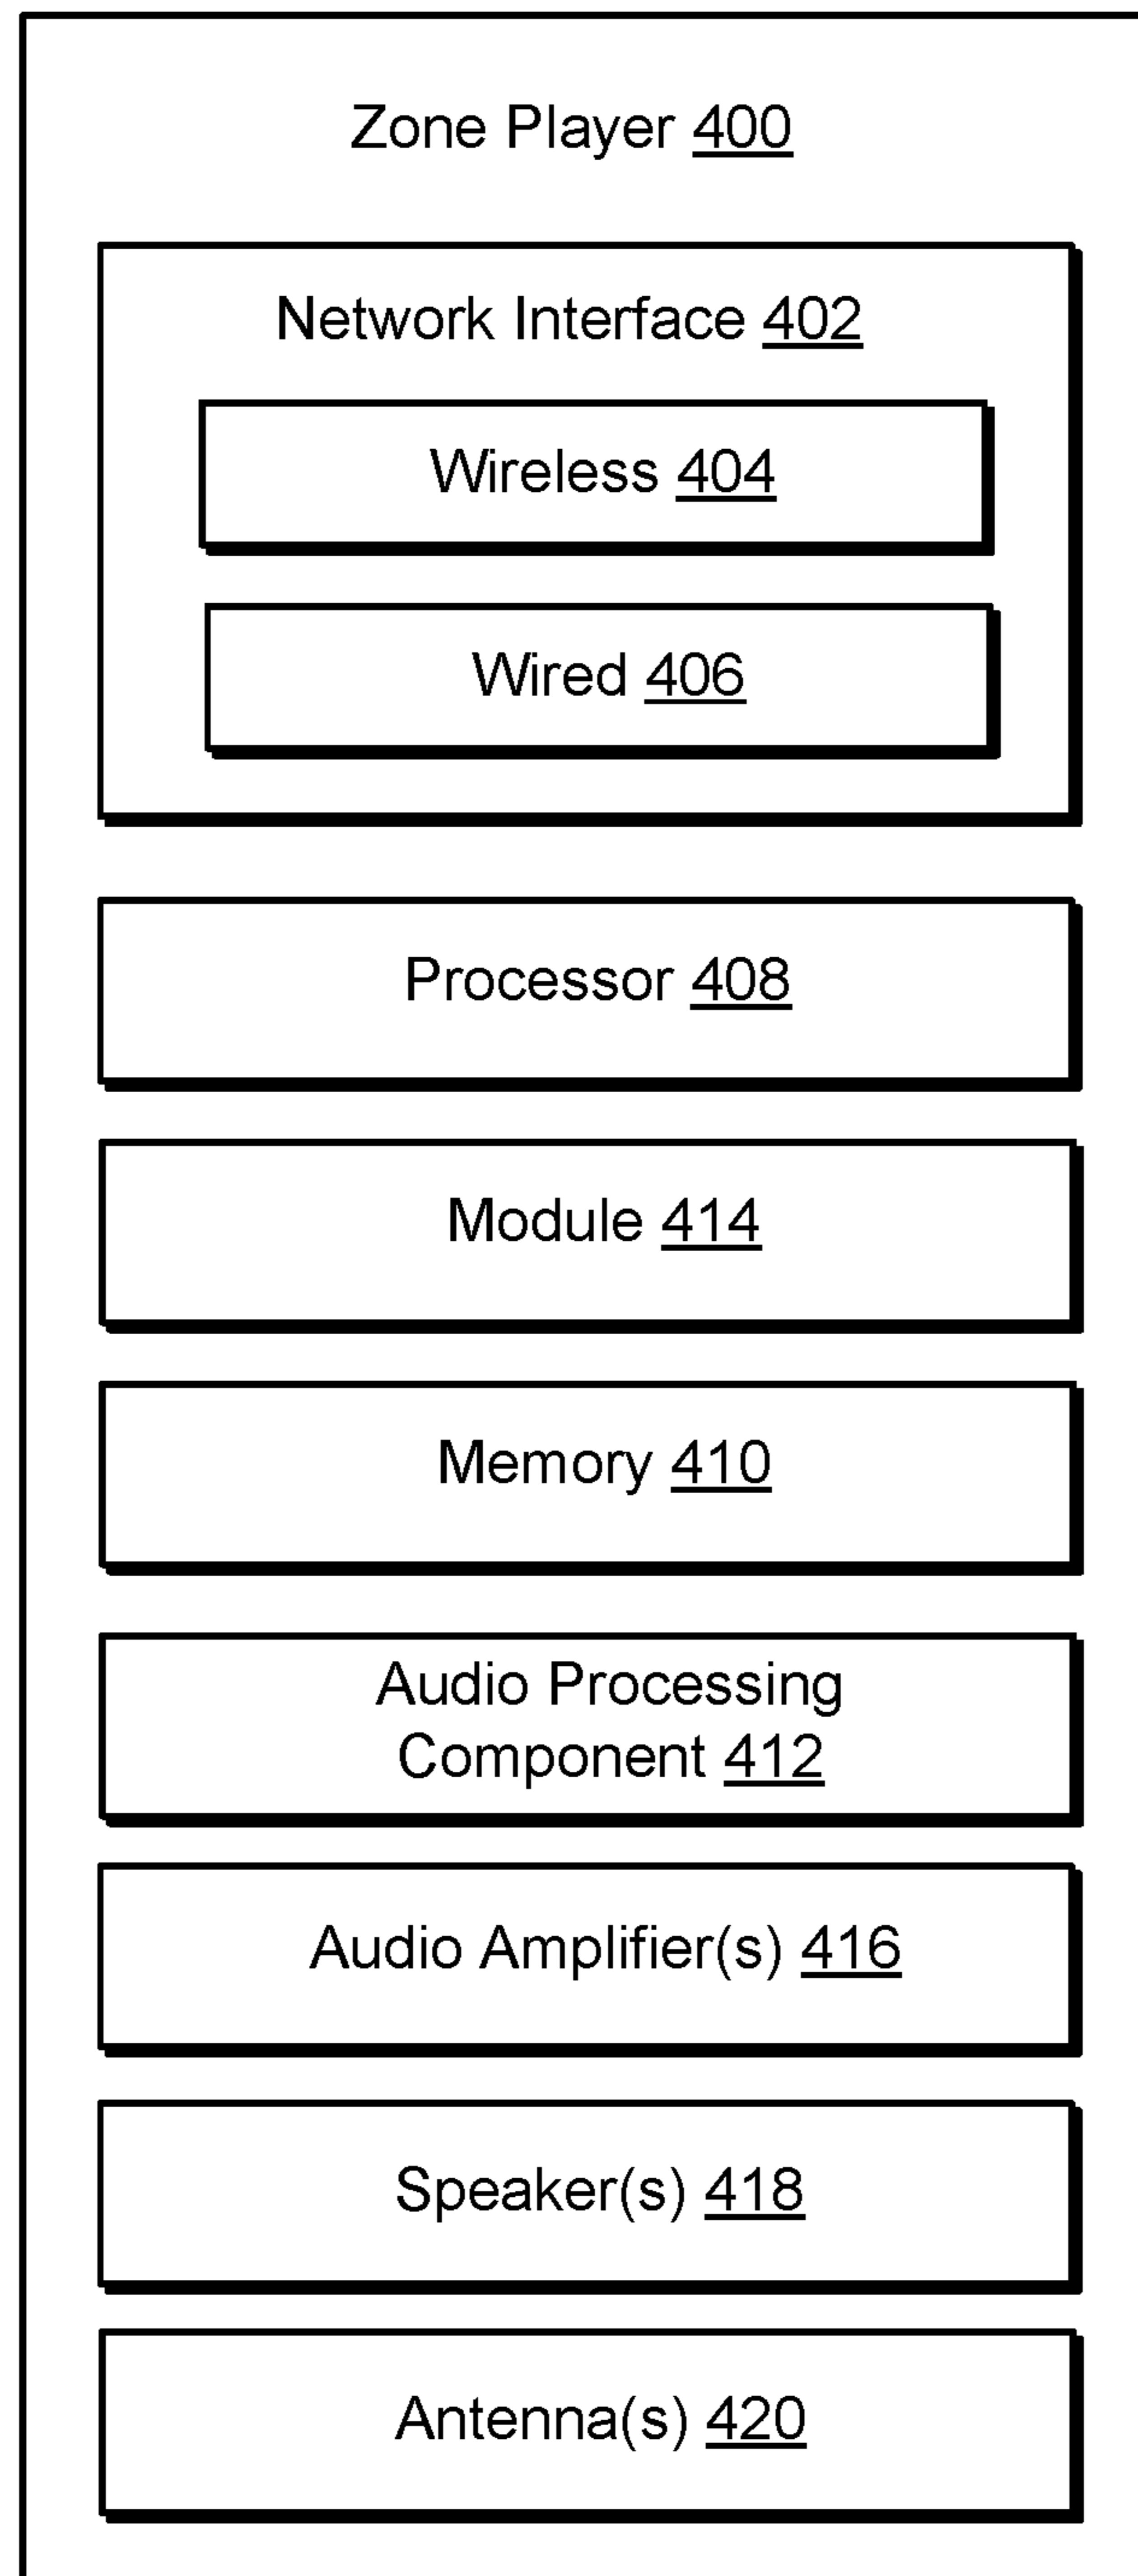 Zone Player 400
Network Interface 402
Wireless 404
Wired 406
Processor 408
Module 414
Memory 410
Audio Processing
Component 412
Audio Amplifier(s) 416
Speaker(s) 418
Antenna(s) 420